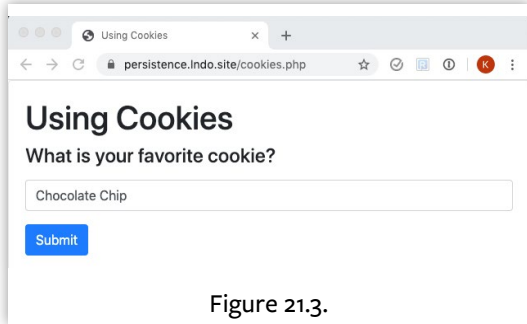 Using Cookies
persistence.lndo.site/cookies.php
K
Using Cookies
What is your favorite cookie?
Chocolate Chip
Submit
Figure 21.3.